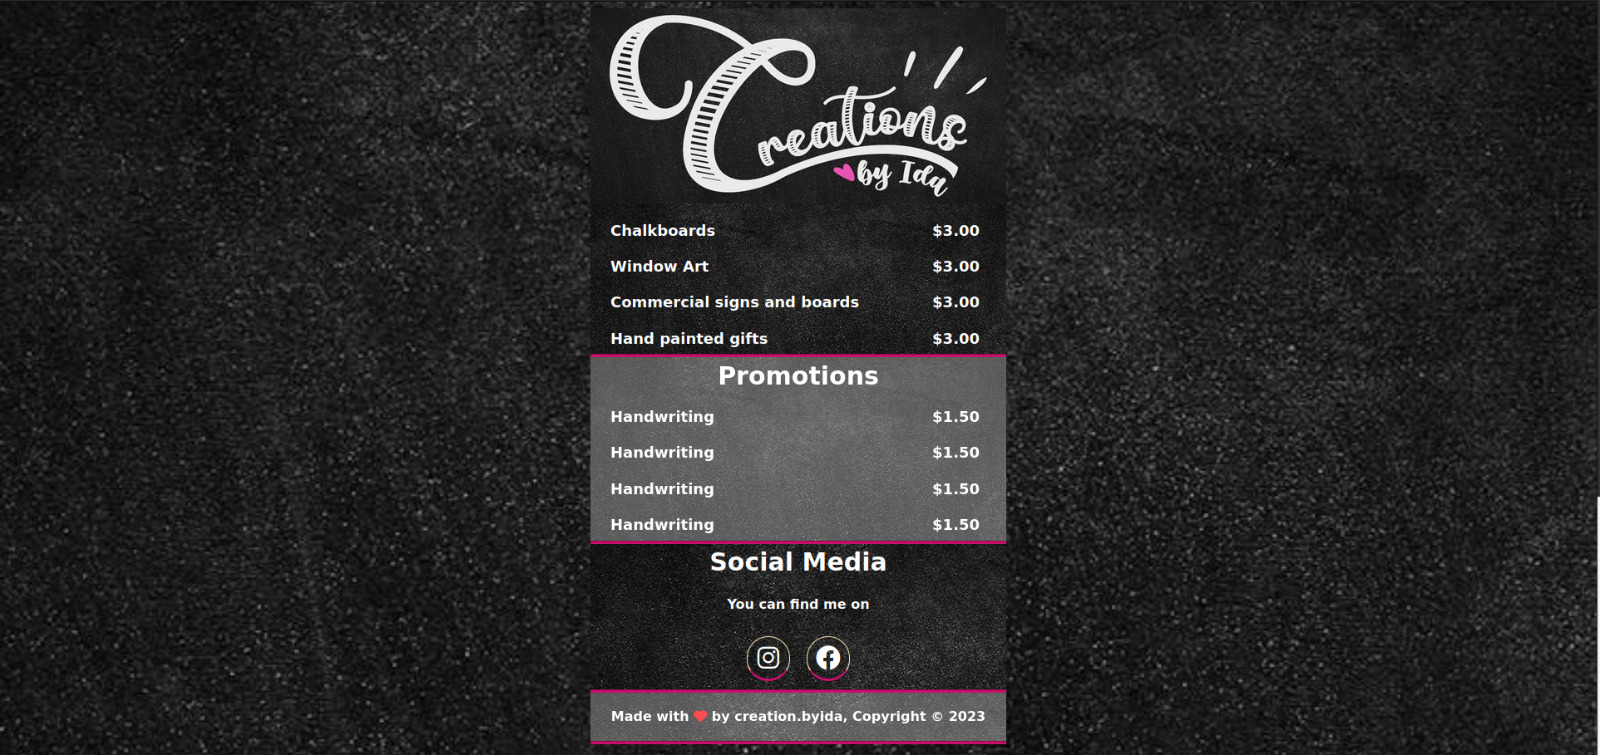 Creations
by Ida
Chalkboards $3.00
Window Art $3.00
Commercial signs and boards $3.00
Hand painted gifts $3.00
Promotions
Handwriting $1.50
Handwriting $1.50
Handwriting $1.50
Handwriting $1.50
Social Media
You can find me on
Made with ❤ by creation.byida, Copyright © 2023